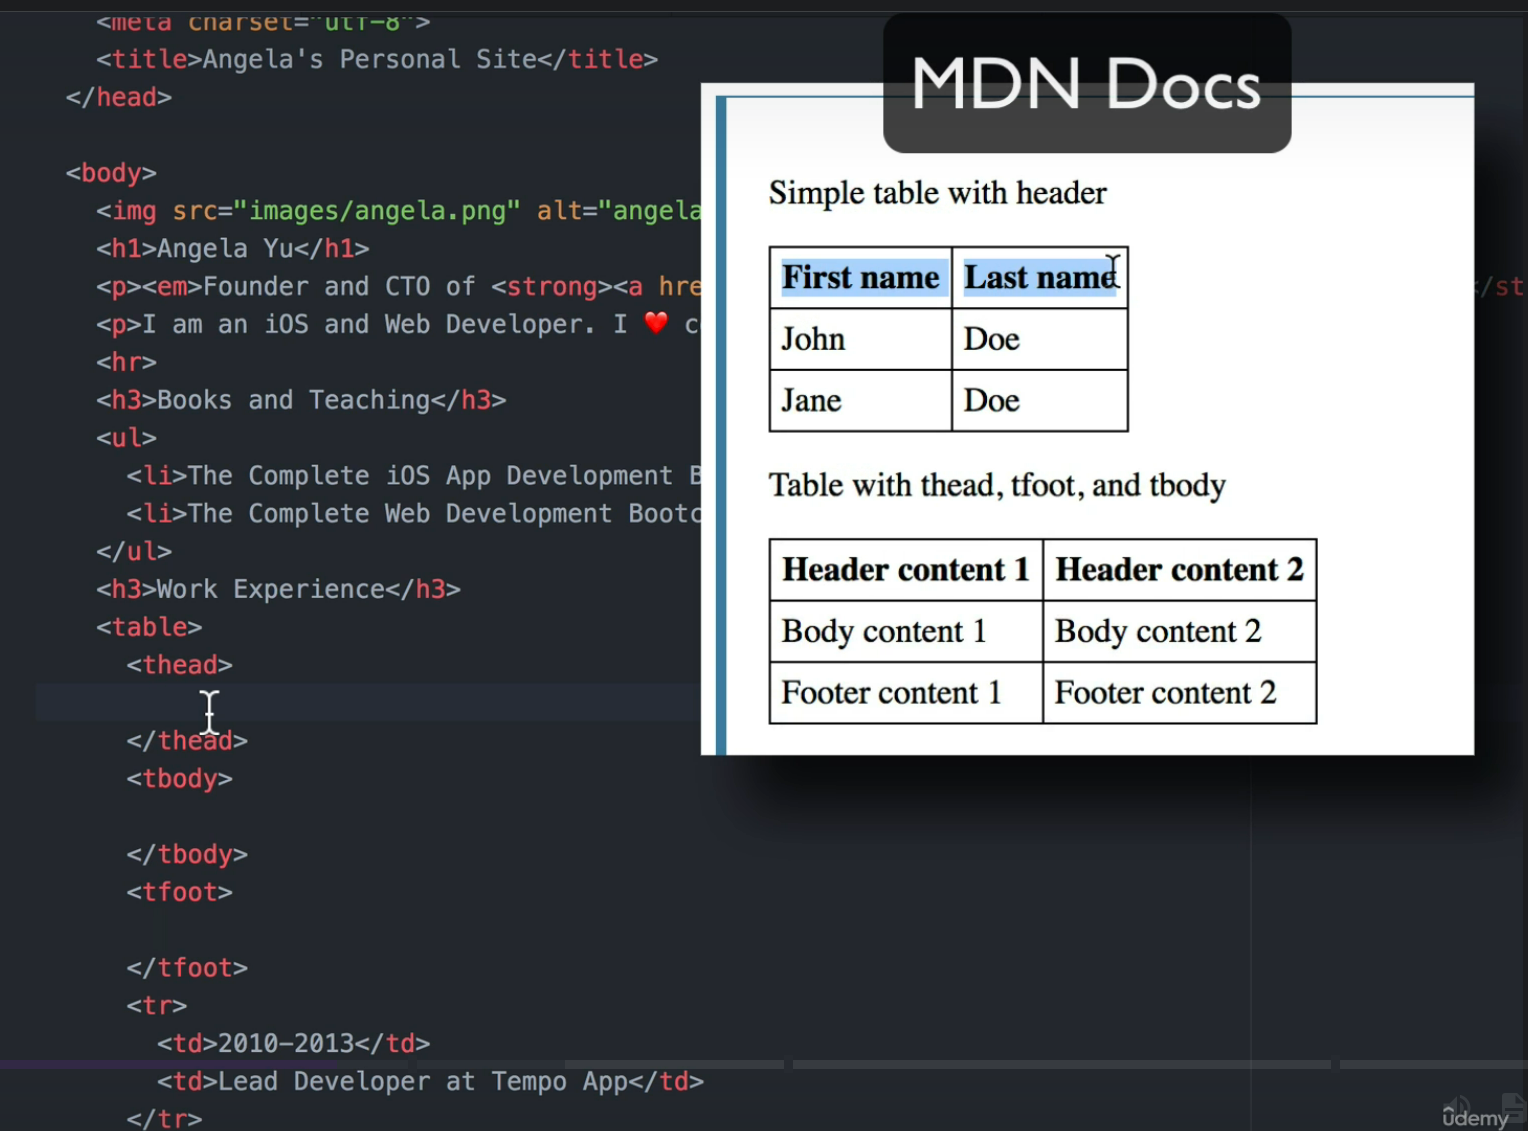 <meta charset="utf-8">
<title>Angela's Personal Site</title>
</head>
<body>
<img src="images/angela.png" alt="angela
<h1>Angela Yu</h1>
<p><em>Founder and CTO of <strong><a hre
/st
<p>I am an iOS and Web Developer. I ❤️ c
<hr>
<h3>Books and Teaching</h3>
<ul>
<li>The Complete iOS App Development B
<li>The Complete Web Development Bootc
</ul>
<h3>Work Experience</h3>
<table>
<thead>
</thead>
<tbody>
</tbody>
<tfoot>
</tfoot>
<tr>
<td>2010-2013</td>
<td>Lead Developer at Tempo App</td>
</tr>
MDN Docs
Simple table with header
First name Last name
John Doe
Jane Doe
Table with thead, tfoot, and tbody
Header content 1 Header content 2
Body content 1 Body content 2
Footer content 1 Footer content 2
udemy